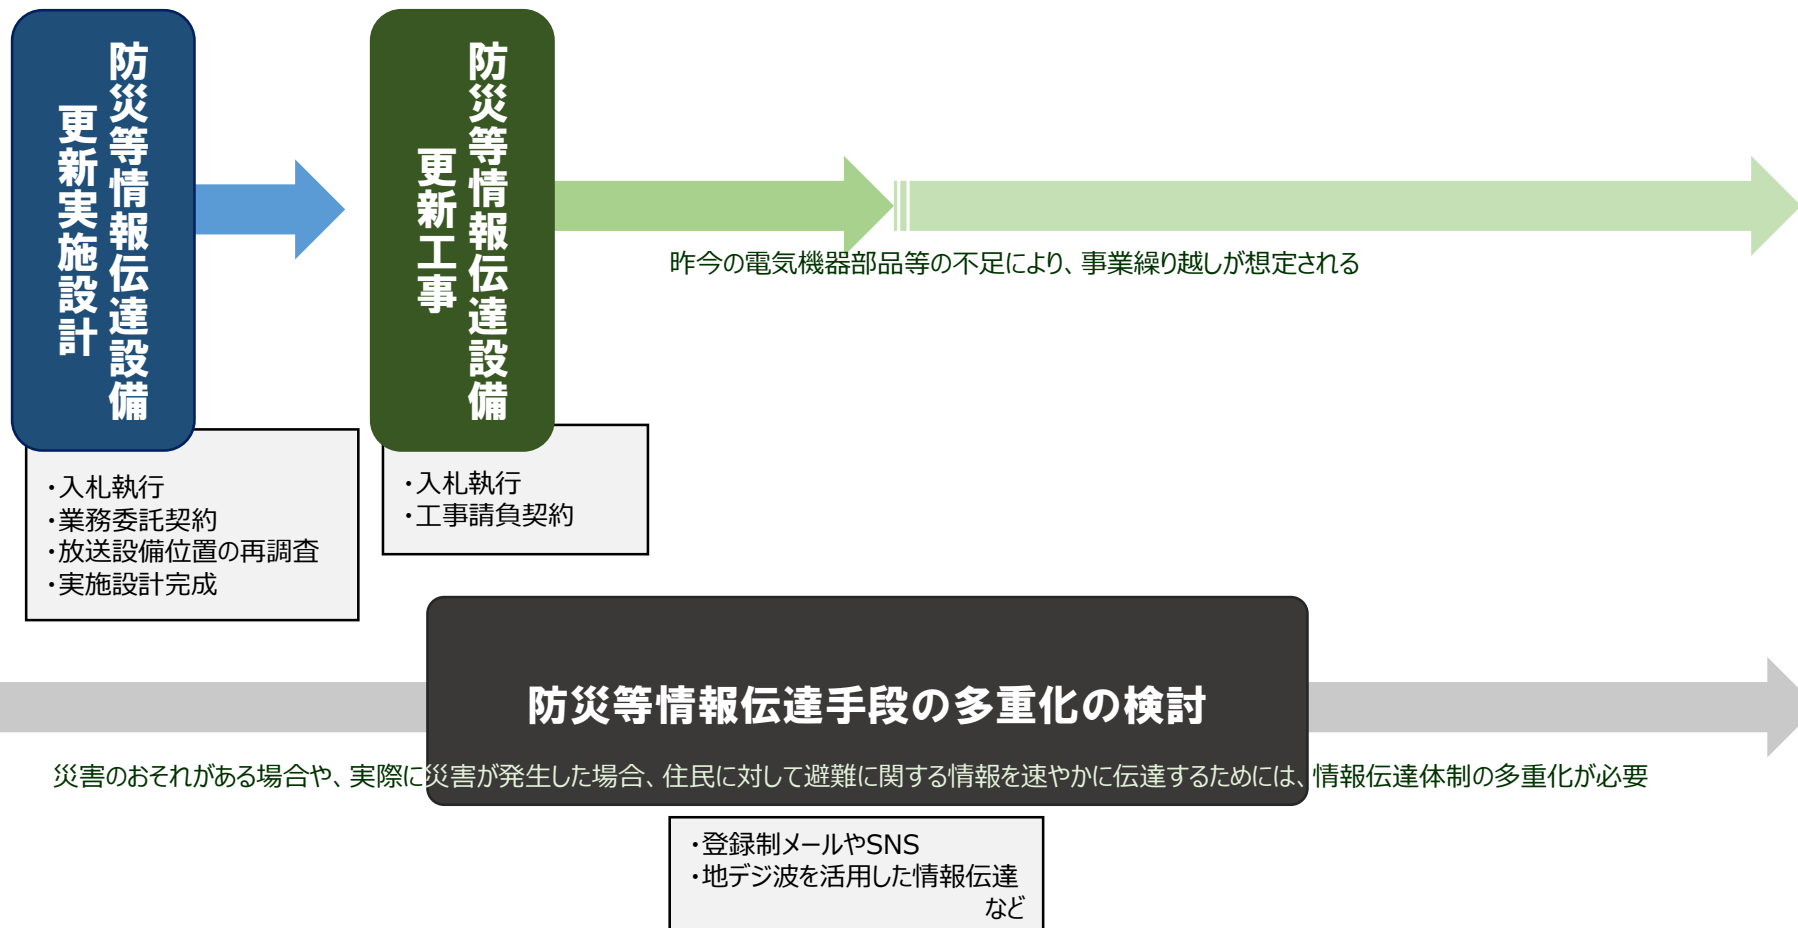 防災等情報伝達設備
更新実施設計
・入札執行
・業務委託契約
・放送設備位置の再調査
・実施設計完成
防災等情報伝達設備
更新工事
・入札執行
・工事請負契約
昨今の電気機器部品等の不足により、事業繰り越しが想定される
防災等情報伝達手段の多重化の検討
災害のおそれがある場合や、実際に災害が発生した場合、住民に対して避難に関する情報を速やかに伝達するためには、情報伝達体制の多重化が必要
・登録制メールやSNS
・地デジ波を活用した情報伝達
など